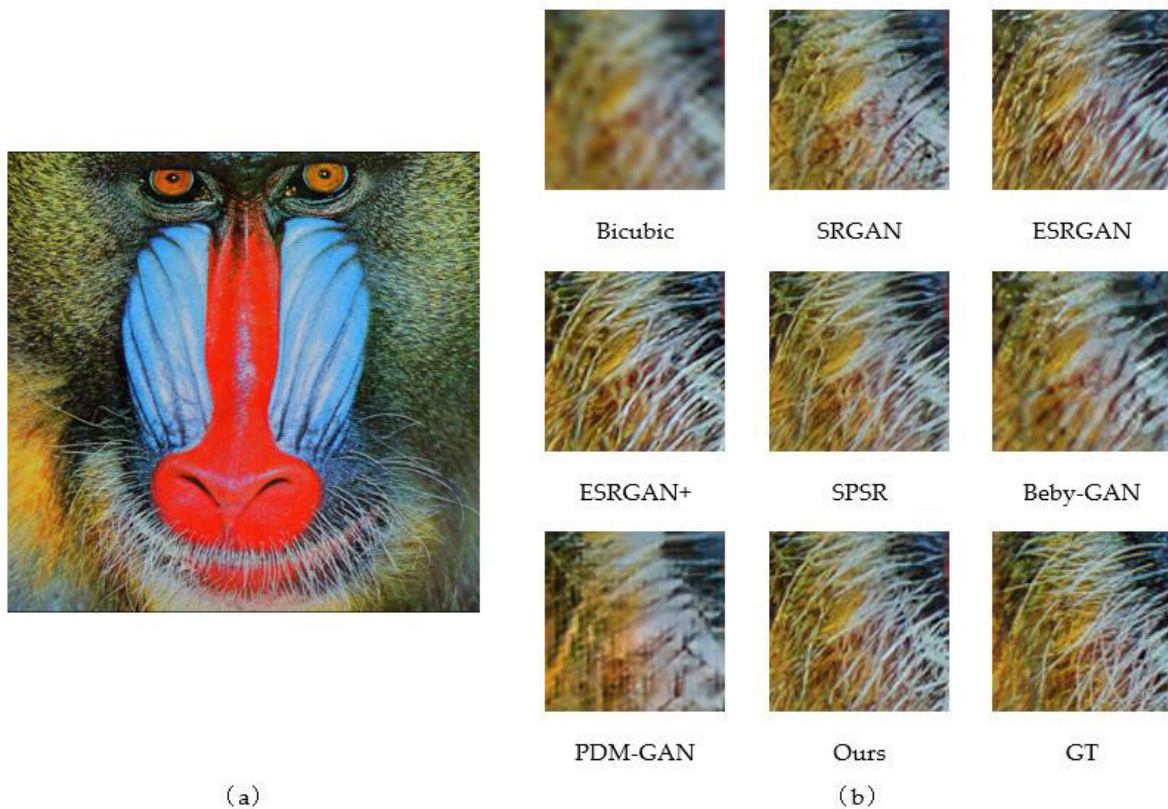 Bicubic
SRGAN
ESRGAN
ESRGAN+
SPSR
Beby-GAN
PDM-GAN
Ours
GT
(a)
(b)